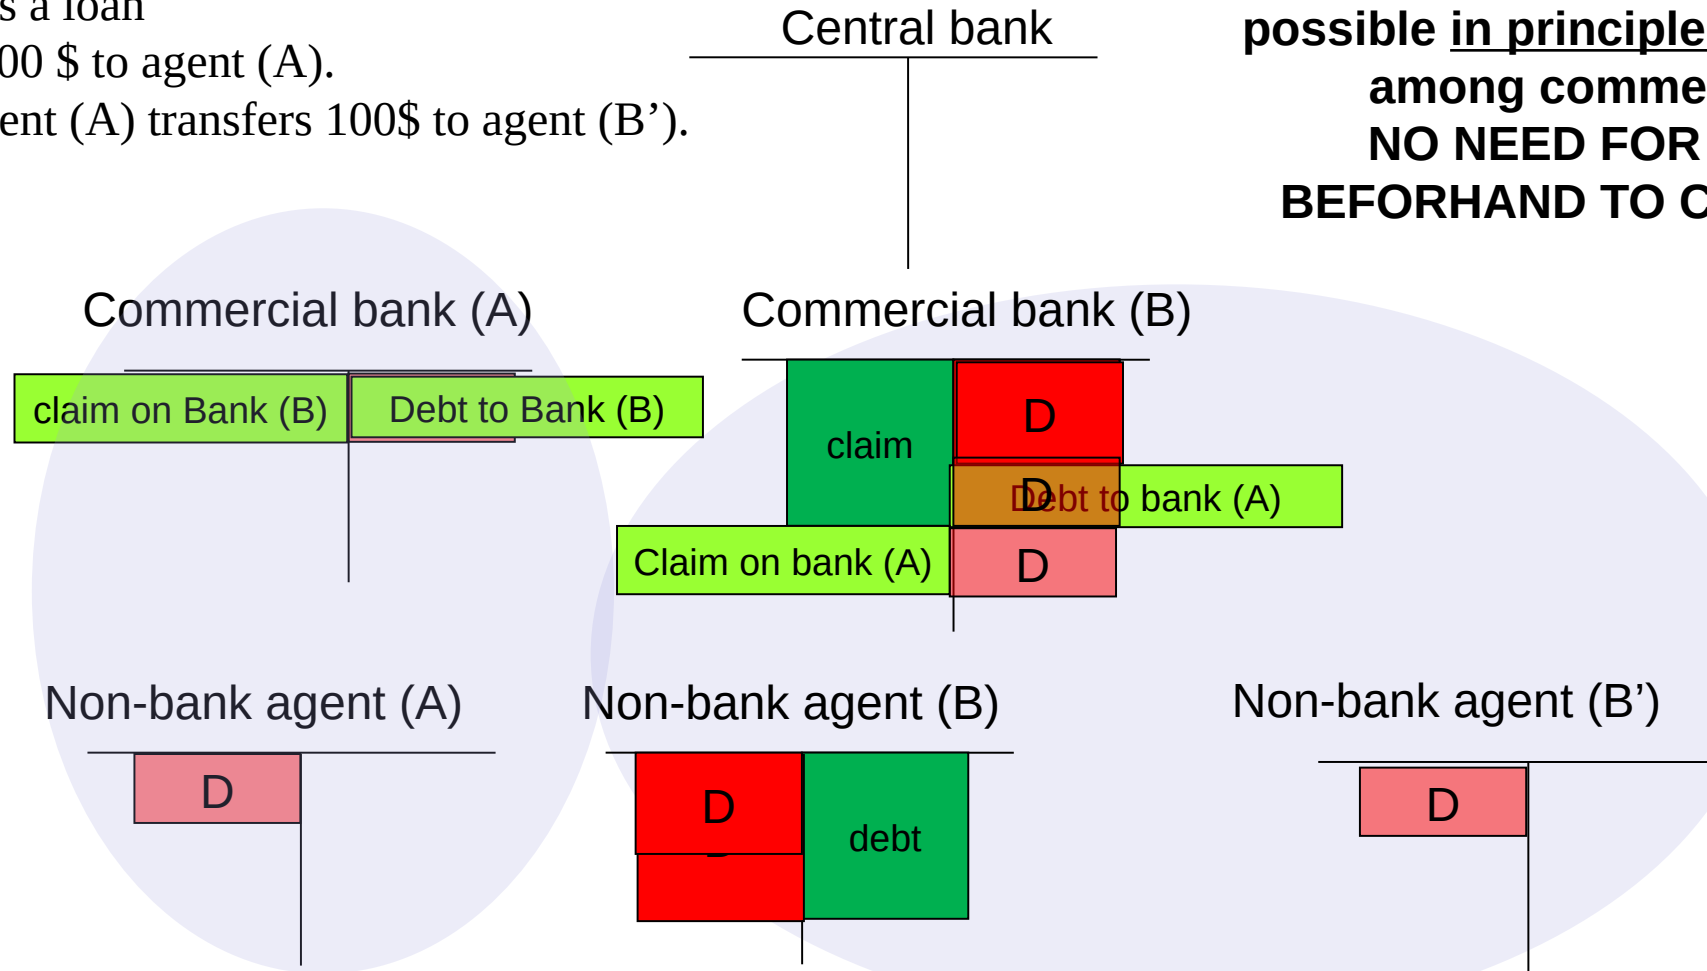 s a loan
00 $ to agent (A).
ent (A) transfers 100$ to agent (B’).
Central bank
possible in principle
among comme
NO NEED FOR
BEFORHAND TO C
Commercial bank (A)
Commercial bank (B)
claim on Bank (B)
Debt to Bank (B)
claim
D
D
Debt to bank (A)
Claim on bank (A)
D
Non-bank agent (A)
Non-bank agent (B)
Non-bank agent (B’)
D
D
debt
D